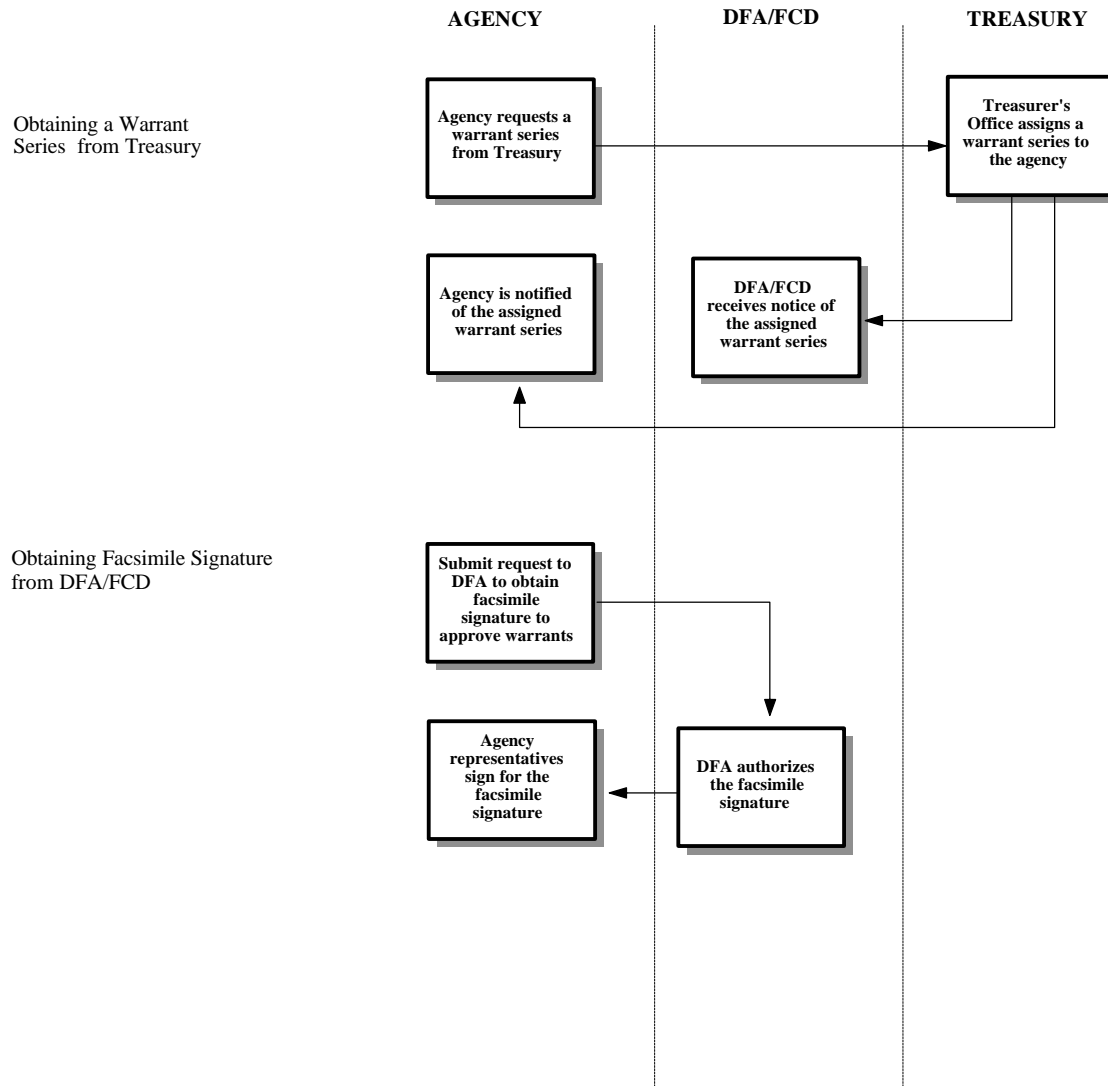 AGENCY
DFA/FCD
TREASURY
Obtaining a Warrant
Series from Treasury
Agency requests a
warrant series
from Treasury
Treasurer's
Office assigns a
warrant series to
the agency
Agency is notified
of the assigned
warrant series
DFA/FCD
receives notice of
the assigned
warrant series
Obtaining Facsimile Signature
from DFA/FCD
Submit request to
DFA to obtain
facsimile
signature to
approve warrants
Agency
representatives
sign for the
facsimile
signature
DFA authorizes
the facsimile
signature